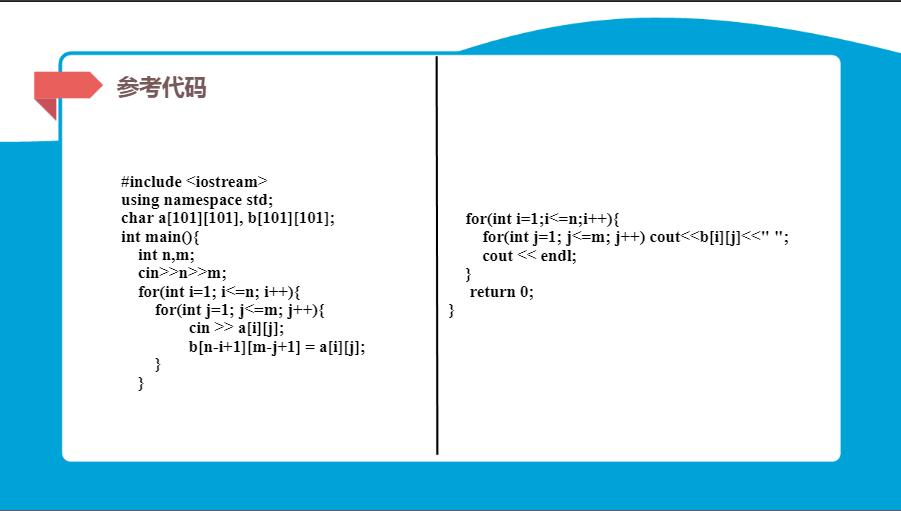 参考代码
#include <iostream>
using namespace std;
char a[101][101], b[101][101];
int main(){
int n,m;
cin>>n>>m;
for(int i=1; i<=n; i++){
for(int j=1; j<=m; j++){
cin >> a[i][j];
b[n-i+1][m-j+1] = a[i][j];
}
}
for(int i=1;i<=n;i++){
for(int j=1; j<=m; j++) cout<<b[i][j]<<" ";
cout << endl;
}
return 0;
}